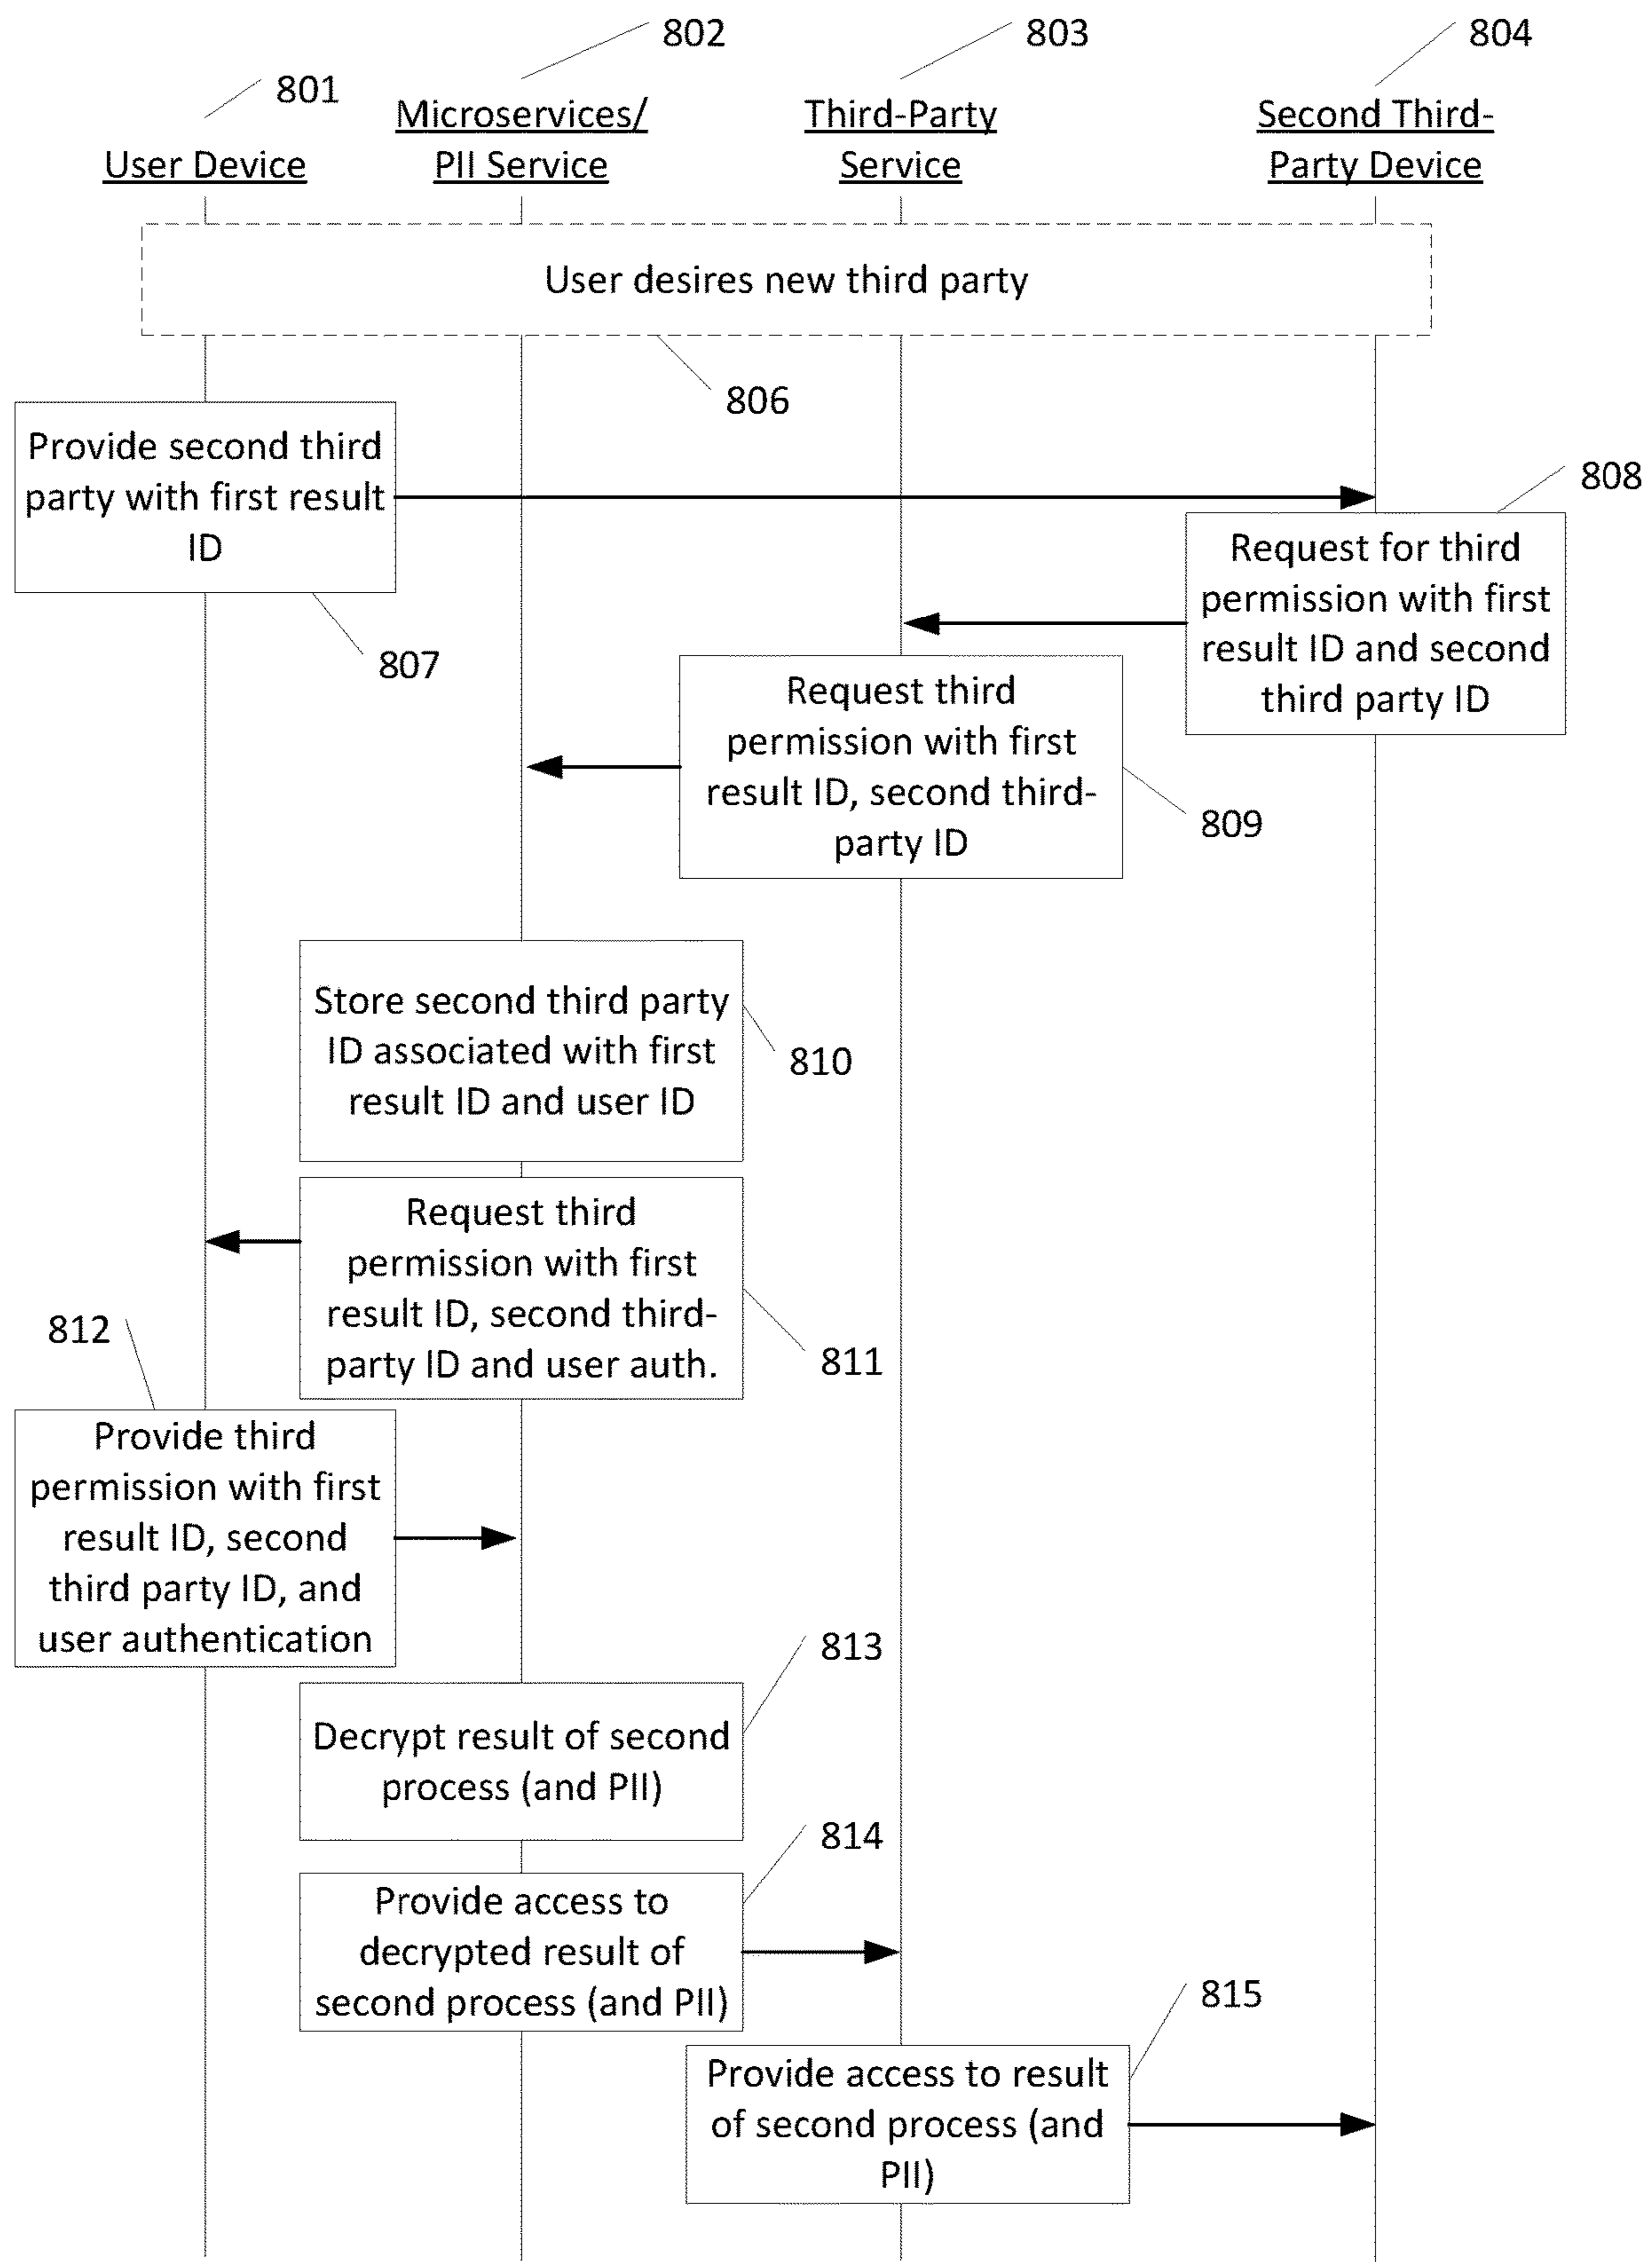 802
803
804
801
Microservices/
PII Service
Third-Party
Service
Second Third-
Party Device
User Device
User desires new third party
806
Provide second third
party with first result
ID
807
808
Request for third
permission with first
result ID and second
third party ID
Request third
permission with first
result ID, second third-
party ID
809
Store second third party
ID associated with first
result ID and user ID
810
Request third
permission with first
result ID, second third-
party ID and user auth.
811
812
Provide third
permission with first
result ID, second
third party ID, and
user authentication
813
Decrypt result of second
process (and PII)
814
Provide access to
decrypted result of
second process (and PII)
815
Provide access to result
of second process (and
PII)